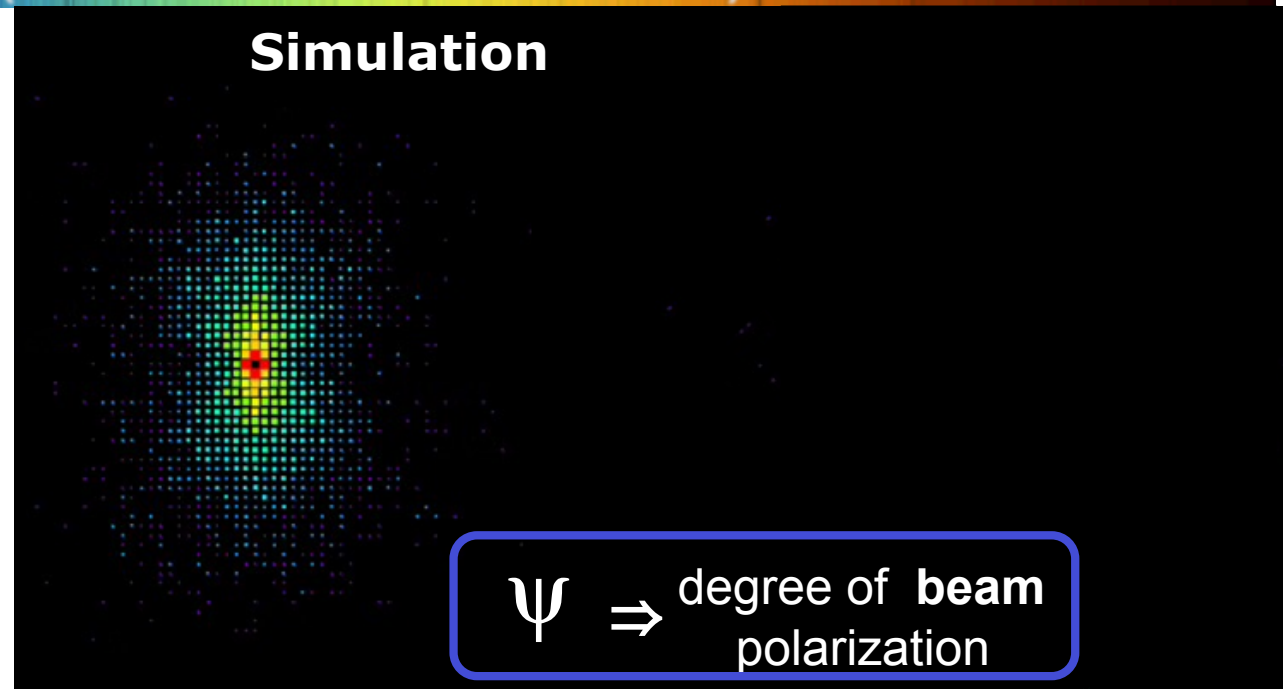 Simulation
ψ ⇒ degree of beam
polarization